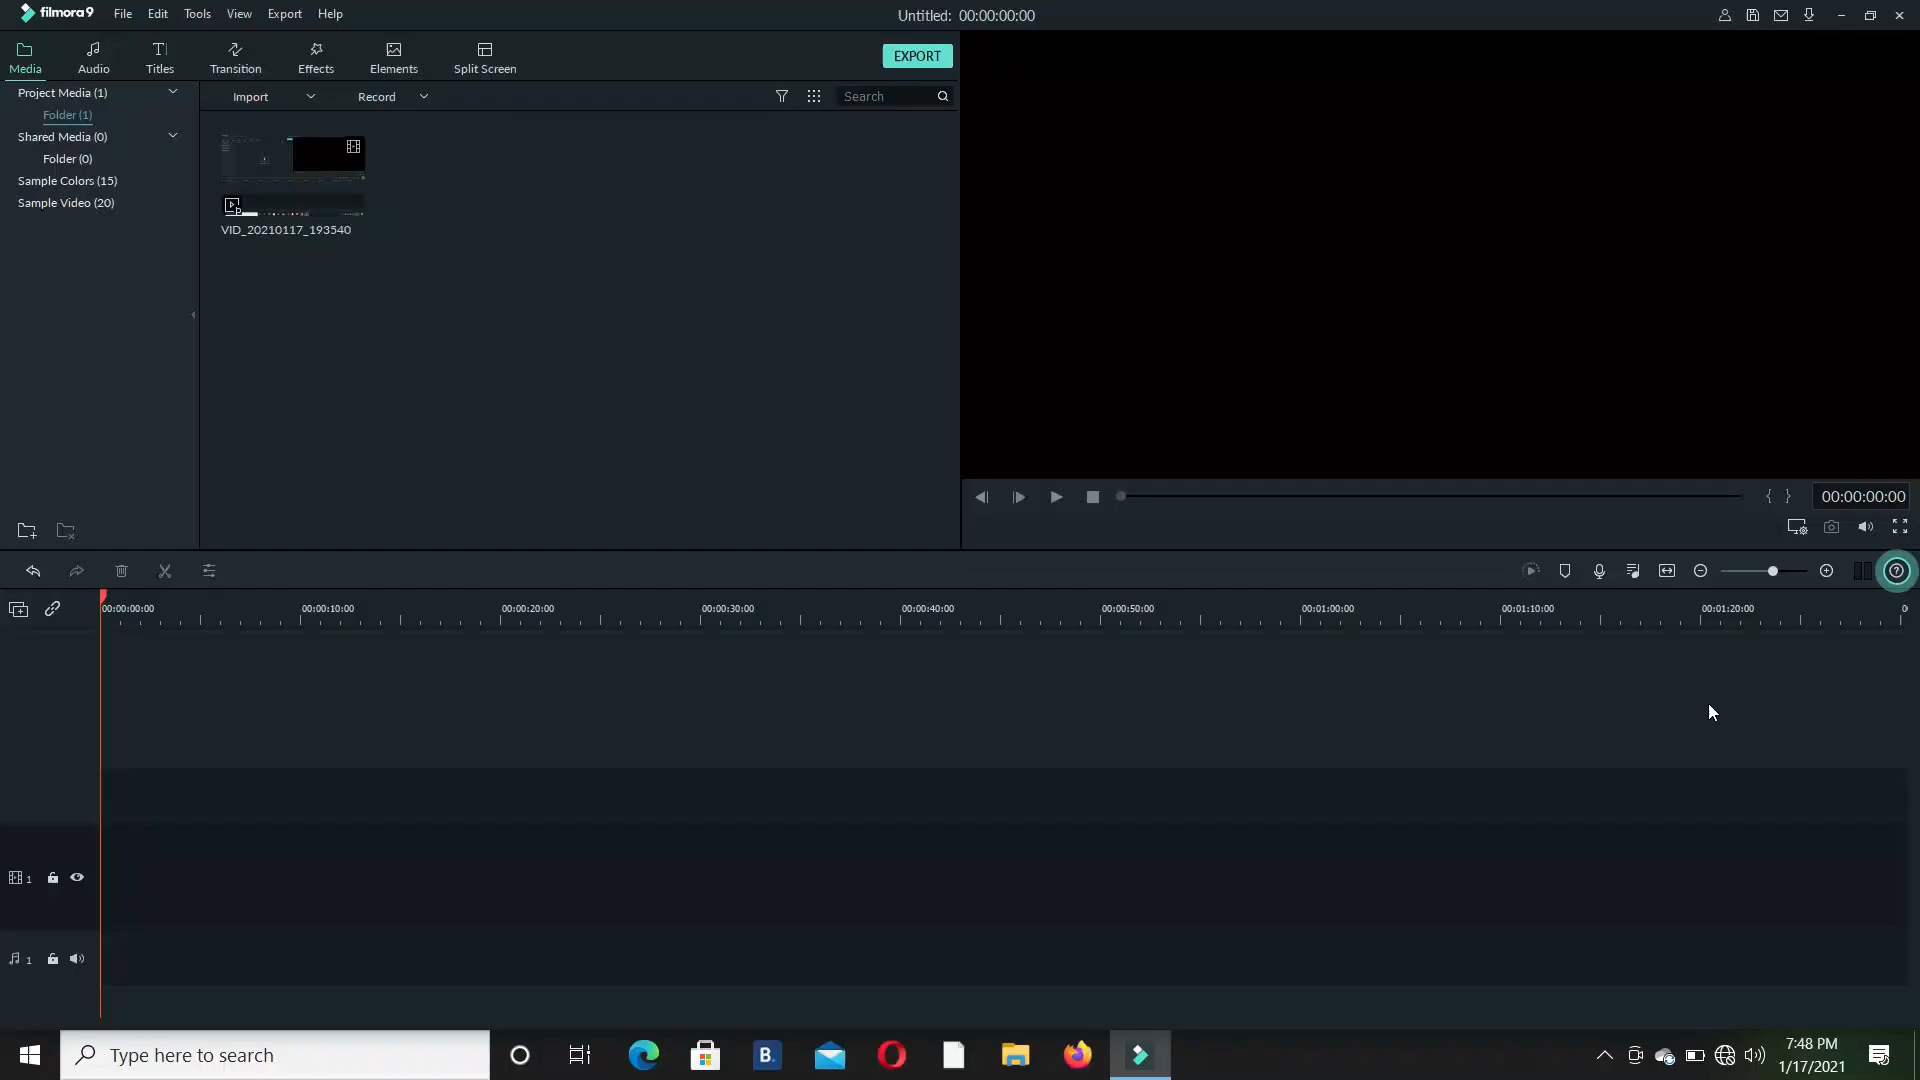 filmora9 File Edit Tools View Export Help Untitled: 00:00:00:00
Media Audio Titles Transition Effects Elements Split Screen EXPORT
Project Media (1) Import Record Search
Folder (1)
Shared Media (0)
Folder (0)
Sample Colors (15)
Sample Video (20)
VID_20210117_193540
00:00:00:00
00:00:00:00 00:00:10:00 00:00:20:00 00:00:30:00 00:00:40:00 00:00:50:00 00:01:00:00 00:01:10:00 00:01:20:00
1
1
Type here to search B. 7:48 PM
1/17/2021